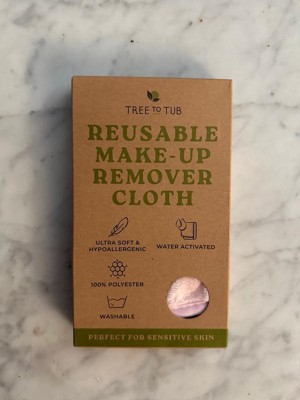 TREE TO TUB
REUSABLE
MAKE-UP
REMOVER
CLOTH
ULTRA SOFT &
HYPOALLERGENIC
WATER ACTIVATED
100% POLYESTER
WASHABLE
PERFECT FOR SENSITIVE SKIN